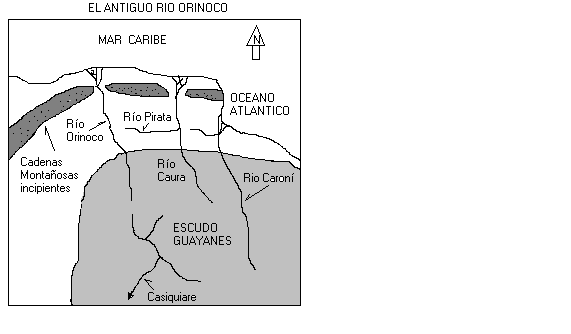 EL ANTIGUO RIO ORINOCO
MAR CARIBE
N
OCEANO
ATLANTICO
Río Pirata
Río
Orinoco
Cadenas
Montañosas
incipientes
Río
Caura
Rio Caroní
ESCUDO
GUAYANES
Casiquiare